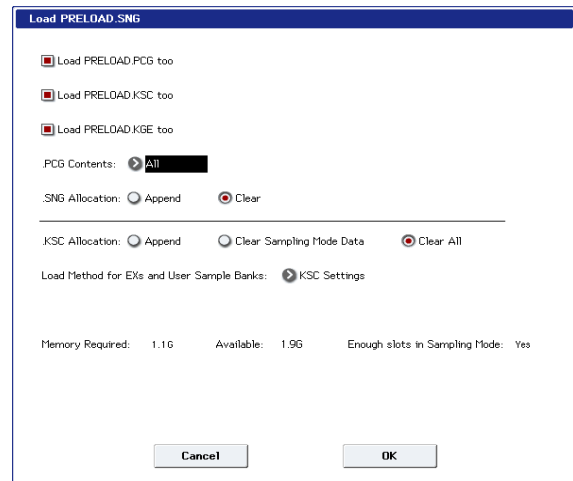 Load PRELOAD.SNG
Load PRELOAD.PCG too
Load PRELOAD.KSC too
Load PRELOAD.KGE too
.PCG Contents: All
.SNG Allocation: Append Clear
.KSC Allocation: Append Clear Sampling Mode Data Clear All
Load Method for EXs and User Sample Banks: KSC Settings
Memory Required: 1.1G Available: 1.9G Enough slots in Sampling Mode: Yes
Cancel OK